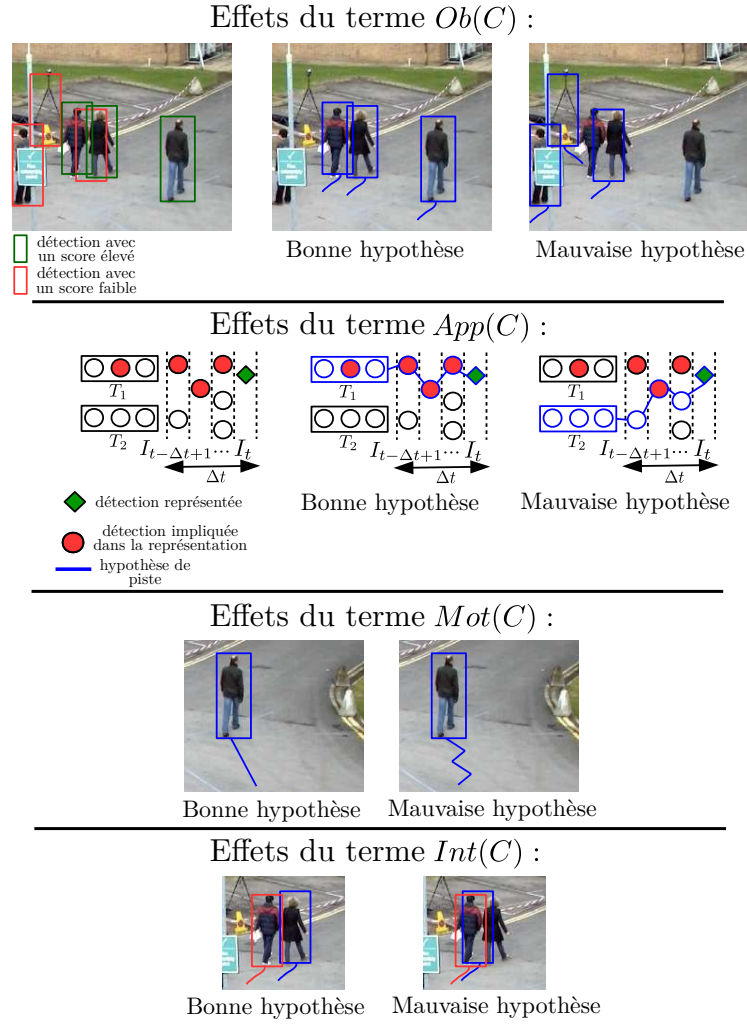 Effets du terme Ob(C) :
détection avec
un score élevé
détection avec
un score faible
Bonne hypothèse
Mauvaise hypothèse
Effets du terme App(C) :
T1
T2
It−Δt+1 ... It
Δt
T1
T2
It−Δt+1 ... It
Δt
T1
T2
It−Δt+1 ... It
Δt
Bonne hypothèse
Mauvaise hypothèse
détection représentée
détection impliquée
dans la représentation
hypothèse de
piste
Effets du terme Mot(C) :
Bonne hypothèse
Mauvaise hypothèse
Effets du terme Int(C) :
Bonne hypothèse
Mauvaise hypothèse